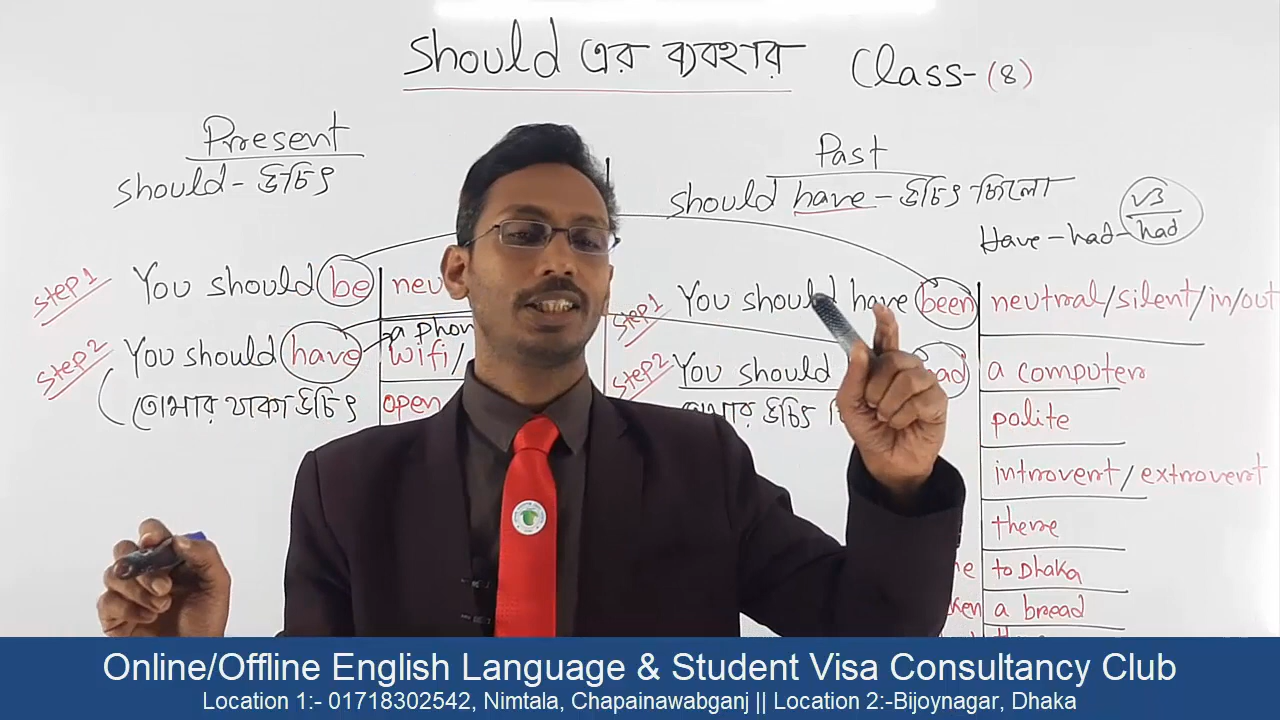 Should এর ব্যবহার Class-(8)
Present
should - উচিৎ
Past
should have - উচিৎ ছিলো
Have-had- V3
had
Step 1 You should be
Step 2 You should have a phon
wifi/
তোমার থাকা উচিৎ open
Step 1 You should have been neutral/silent/in/out
Step 2 You should a computer
উচিৎ polite
introvert/extrovert
there
to Dhaka
a bread
Online/Offline English Language & Student Visa Consultancy Club
Location 1:- 01718302542, Nimtala, Chapainawabganj || Location 2:-Bijoynagar, Dhaka